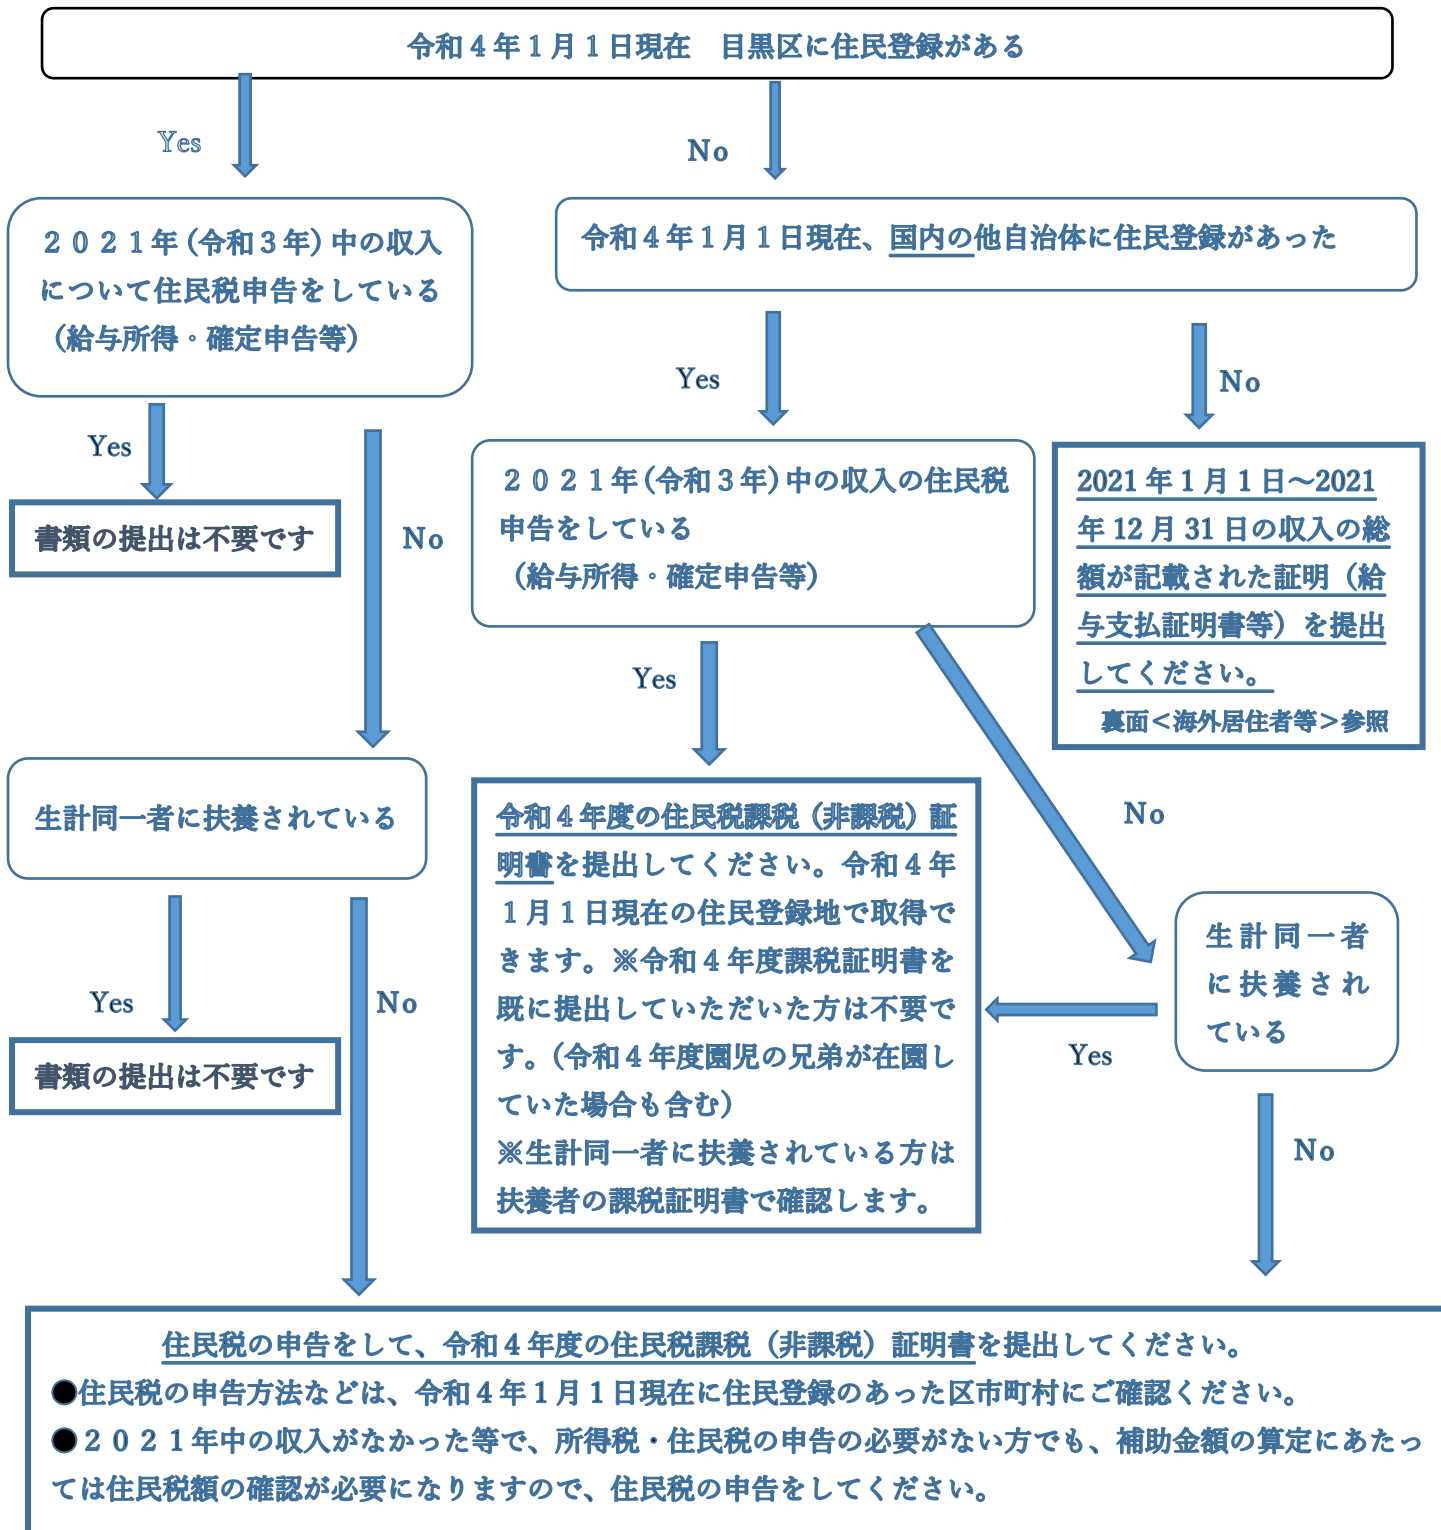 令和４年１月１日現在　目黒区に住民登録がある
Yes
No
２０２１年（令和３年）中の収入
について住民税申告をしている
（給与所得・確定申告等）
令和４年１月１日現在、国内の他自治体に住民登録があった
Yes
No
Yes
No
書類の提出は不要です
２０２１年（令和３年）中の収入の住民税
申告をしている
（給与所得・確定申告等）
2021年１月１日～2021
年12月31日の収入の総
額が記載された証明（給
与支払証明書等）を提出
してください。
裏面＜海外居住者等＞参照
Yes
No
生計同一者に扶養されている
令和４年度の住民税課税（非課税）証
明書を提出してください。令和４年
１月１日現在の住民登録地で取得で
きます。※令和４年度課税証明書を
既に提出していただいた方は不要で
す。（令和４年度園児の兄弟が在園し
ていた場合も含む）
※生計同一者に扶養されている方は
扶養者の課税証明書で確認します。
生計同一者
に扶養され
ている
Yes
No
Yes
No
書類の提出は不要です
住民税の申告をして、令和４年度の住民税課税（非課税）証明書を提出してください。
●住民税の申告方法などは、令和４年１月１日現在に住民登録のあった区市町村にご確認ください。
●２０２１年中の収入がなかった等で、所得税・住民税の申告の必要がない方でも、補助金額の算定にあたっ
ては住民税額の確認が必要になりますので、住民税の申告をしてください。